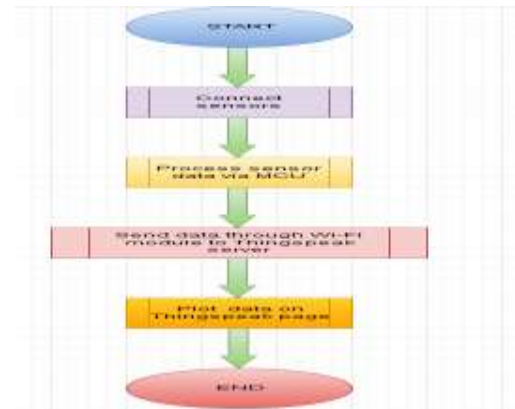 START
Connect
sensors
Process sensor
data via MCU
Send data through Wi-Fi
module to Thingspeak
server
Plot data on
Thingspeak page
END